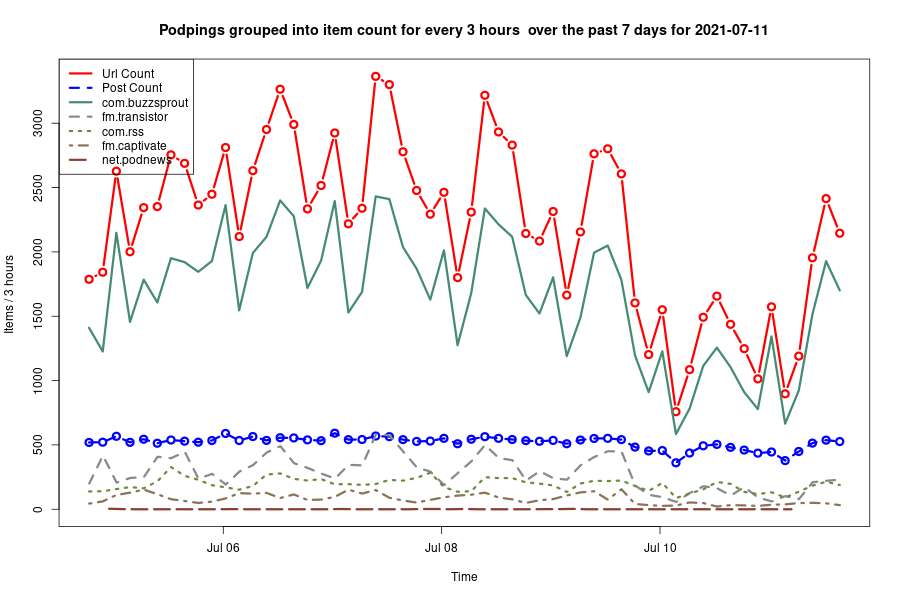 Podpings grouped into item count for every 3 hours  over the past 7 days for 2021-07-11
Url Count
Post Count
com.buzzsprout
fm.transistor
com.rss
fm.captivate
net.podnews
Items / 3 hours
3000
2500
2000
1500
1000
500
0
Jul 06
Jul 08
Jul 10
Time